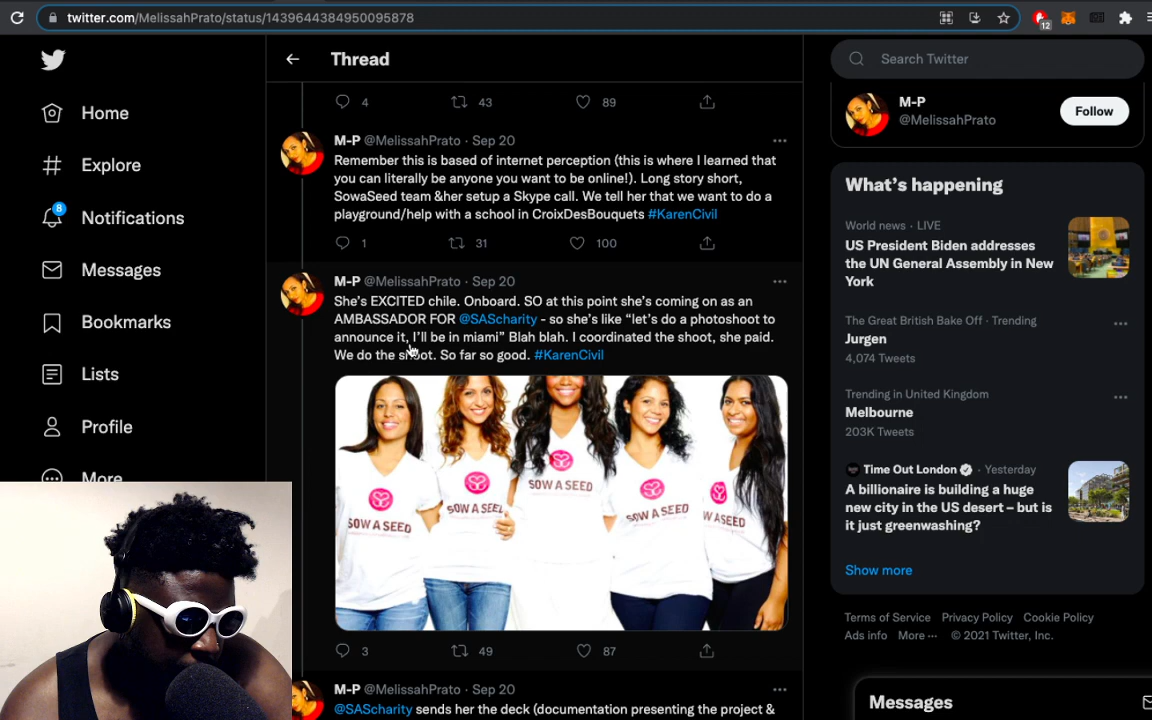 twitter.com/MelissahPrato/status/1439644384950095878
12
Thread
Search Twitter
Home
Explore
8
Notifications
Messages
Bookmarks
Lists
Profile
More
4 43 89
M-P @MelissahPrato · Sep 20
Remember this is based of internet perception (this is where I learned that
you can literally be anyone you want to be online!). Long story short,
SowaSeed team &her setup a Skype call. We tell her that we want to do a
playground/help with a school in CroixDesBouquets #KarenCivil
1 31 100
M-P @MelissahPrato · Sep 20
She's EXCITED chile. Onboard. SO at this point she's coming on as an
AMBASSADOR FOR @SAScharity - so she's like “let's do a photoshoot to
announce it, I'll be in miami” Blah blah. I coordinated the shoot, she paid.
We do the shoot. So far so good. #KarenCivil
SOW A SEED
SOW A SEED
SOW A SEED
SOW A SEED
W A SEED
3 49 87
M-P @MelissahPrato · Sep 20
@SAScharity sends her the deck (documentation presenting the project &
M-P
@MelissahPrato
Follow
What's happening
World news · LIVE
US President Biden addresses
the UN General Assembly in New
York
The Great British Bake Off · Trending
Jurgen
4,074 Tweets
Trending in United Kingdom
Melbourne
203K Tweets
Time Out London · Yesterday
A billionaire is building a huge
new city in the US desert – but is
it just greenwashing?
Show more
Terms of Service Privacy Policy Cookie Policy
Ads info More ··· © 2021 Twitter, Inc.
Messages